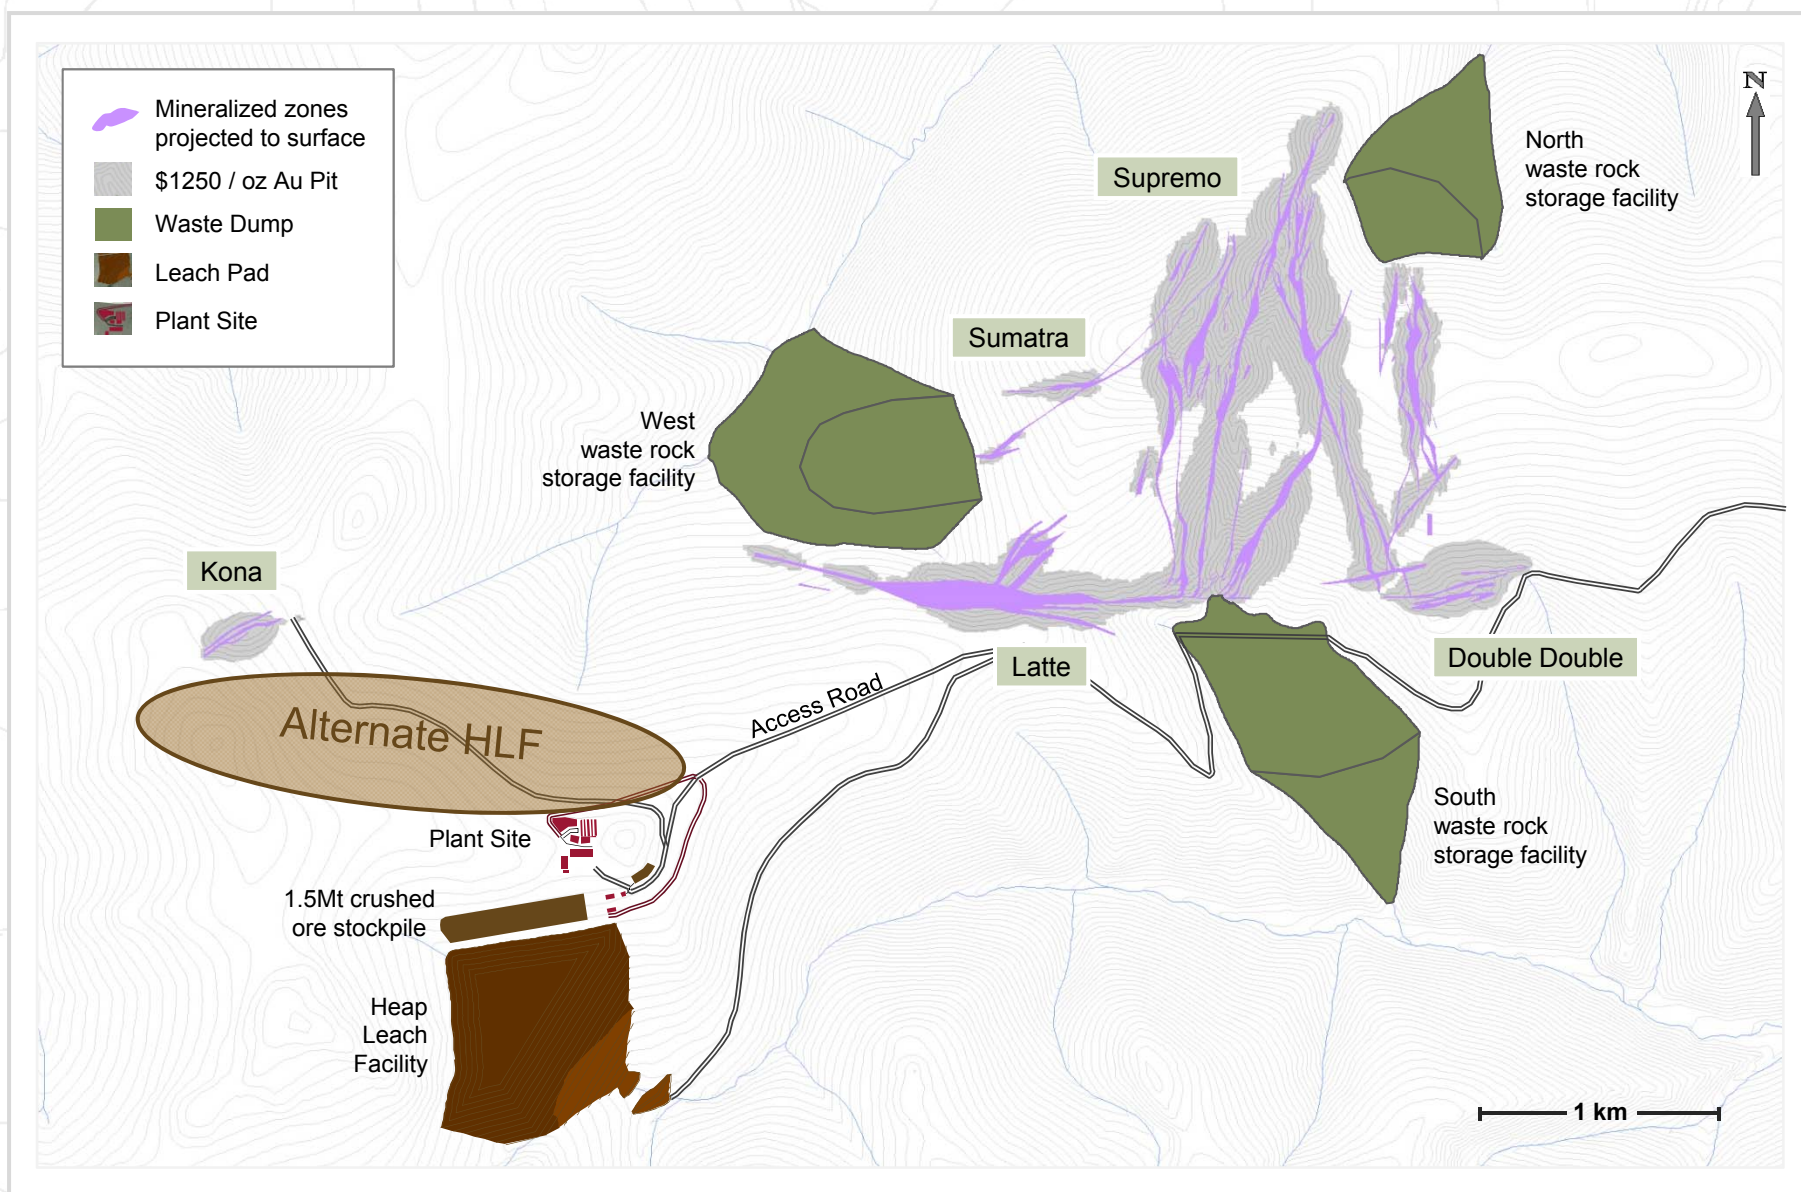 Mineralized zones
projected to surface
$1250 / oz Au Pit
Waste Dump
Leach Pad
Plant Site
N
North
waste rock
storage facility
Supremo
Sumatra
West
waste rock
storage facility
Kona
Latte
Double Double
Access Road
Alternate HLF
Plant Site
South
waste rock
storage facility
1.5Mt crushed
ore stockpile
Heap
Leach
Facility
1 km